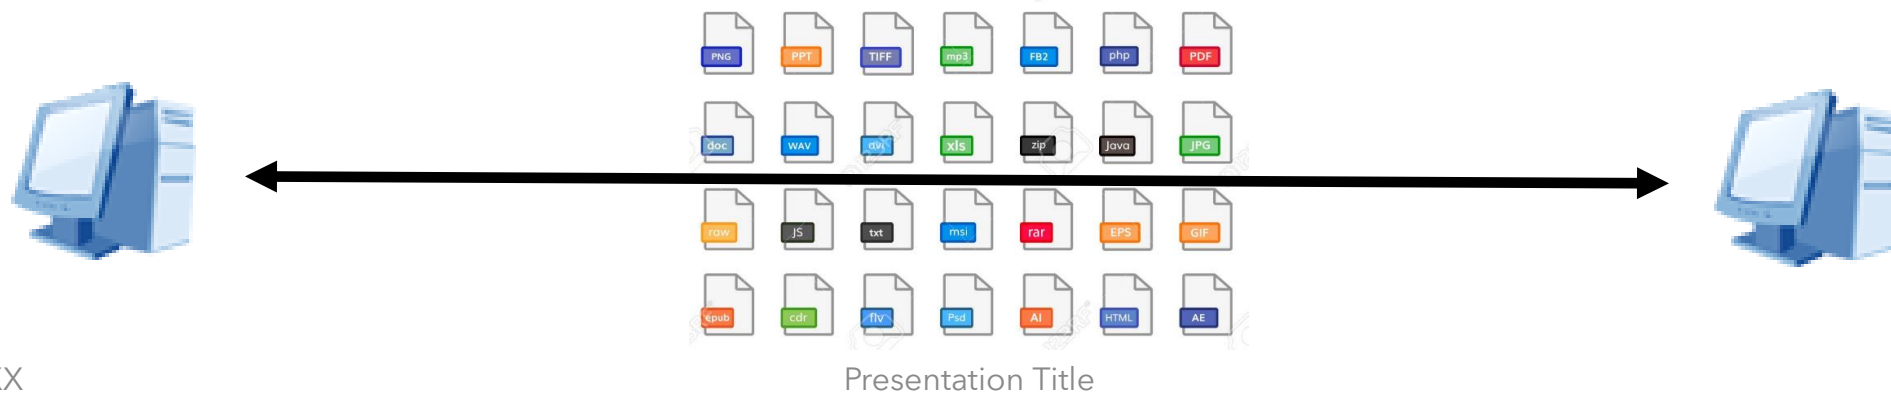 PNG PPT TIFF mp3 FB2 php PDF
doc WAV avi xls zip Java JPG
raw JS txt msi rar EPS GIF
epub cdr flv Psd AI HTML AE
X Presentation Title